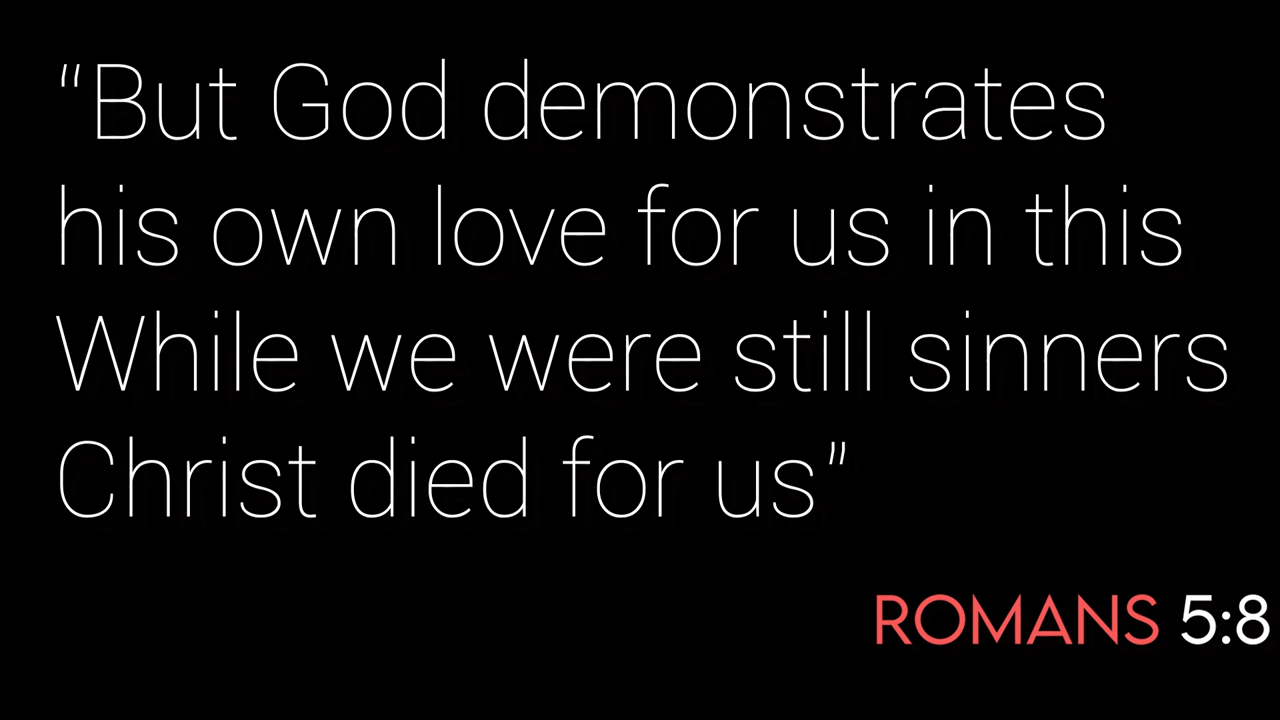 “But God demonstrates
his own love for us in this
While we were still sinners
Christ died for us”
ROMANS 5:8